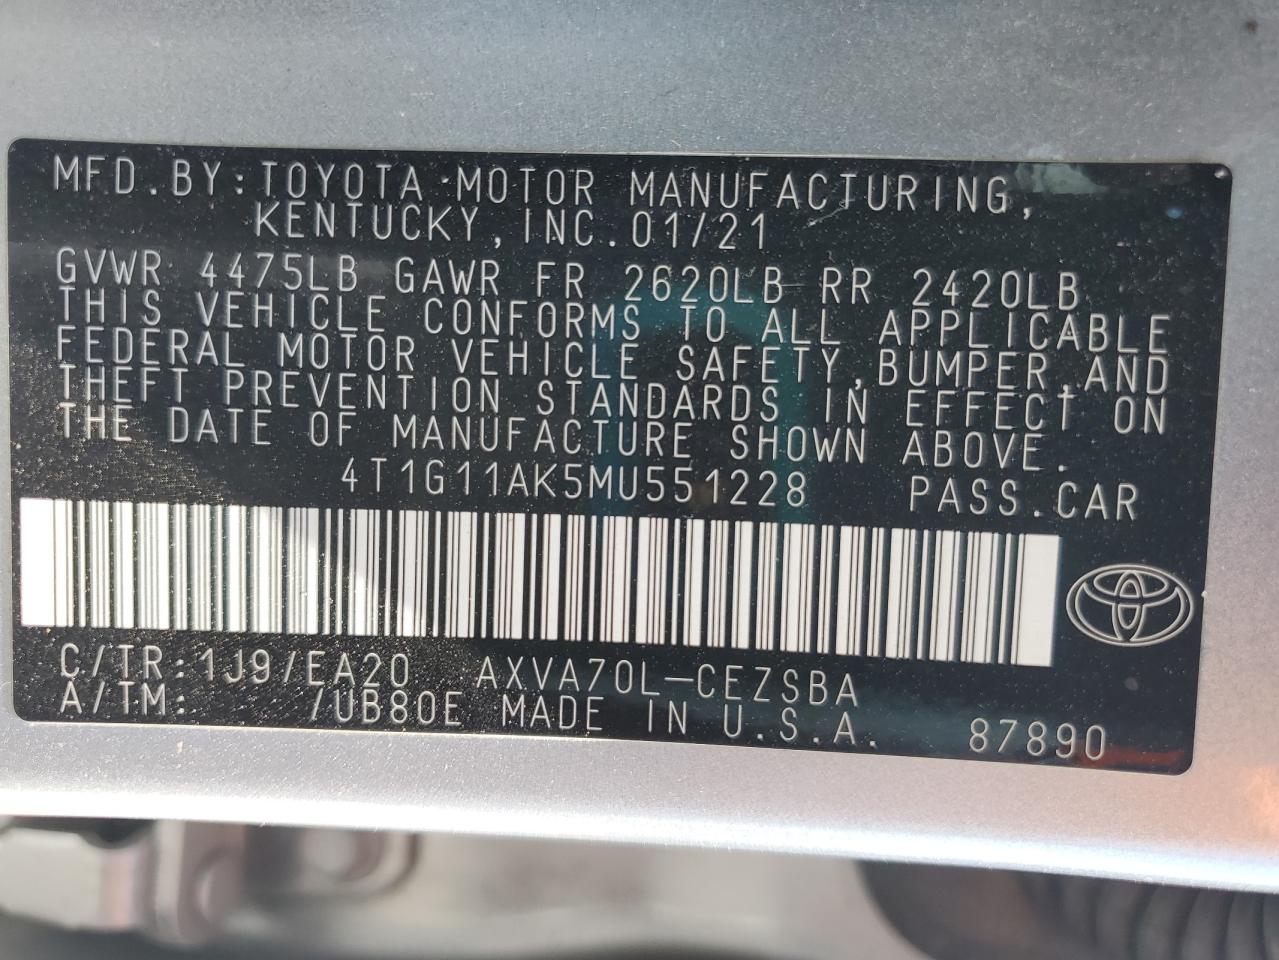 MFD.BY:TOYOTA MOTOR MANUFACTURING,
KENTUCKY,INC.01/21
GVWR 4475LB GAWR FR 2620LB RR 2420LB
THIS VEHICLE CONFORMS TO ALL APPLICABLE
FEDERAL MOTOR VEHICLE SAFETY,BUMPER,AND
THEFT PREVENTION STANDARDS IN EFFECT ON
THE DATE OF MANUFACTURE SHOWN ABOVE.
4T1G11AK5MU551228 PASS.CAR
C/TR:1J9/EA20 AXVA70L-CEZSBA
A/TM: /UB80E MADE IN U.S.A. 87890